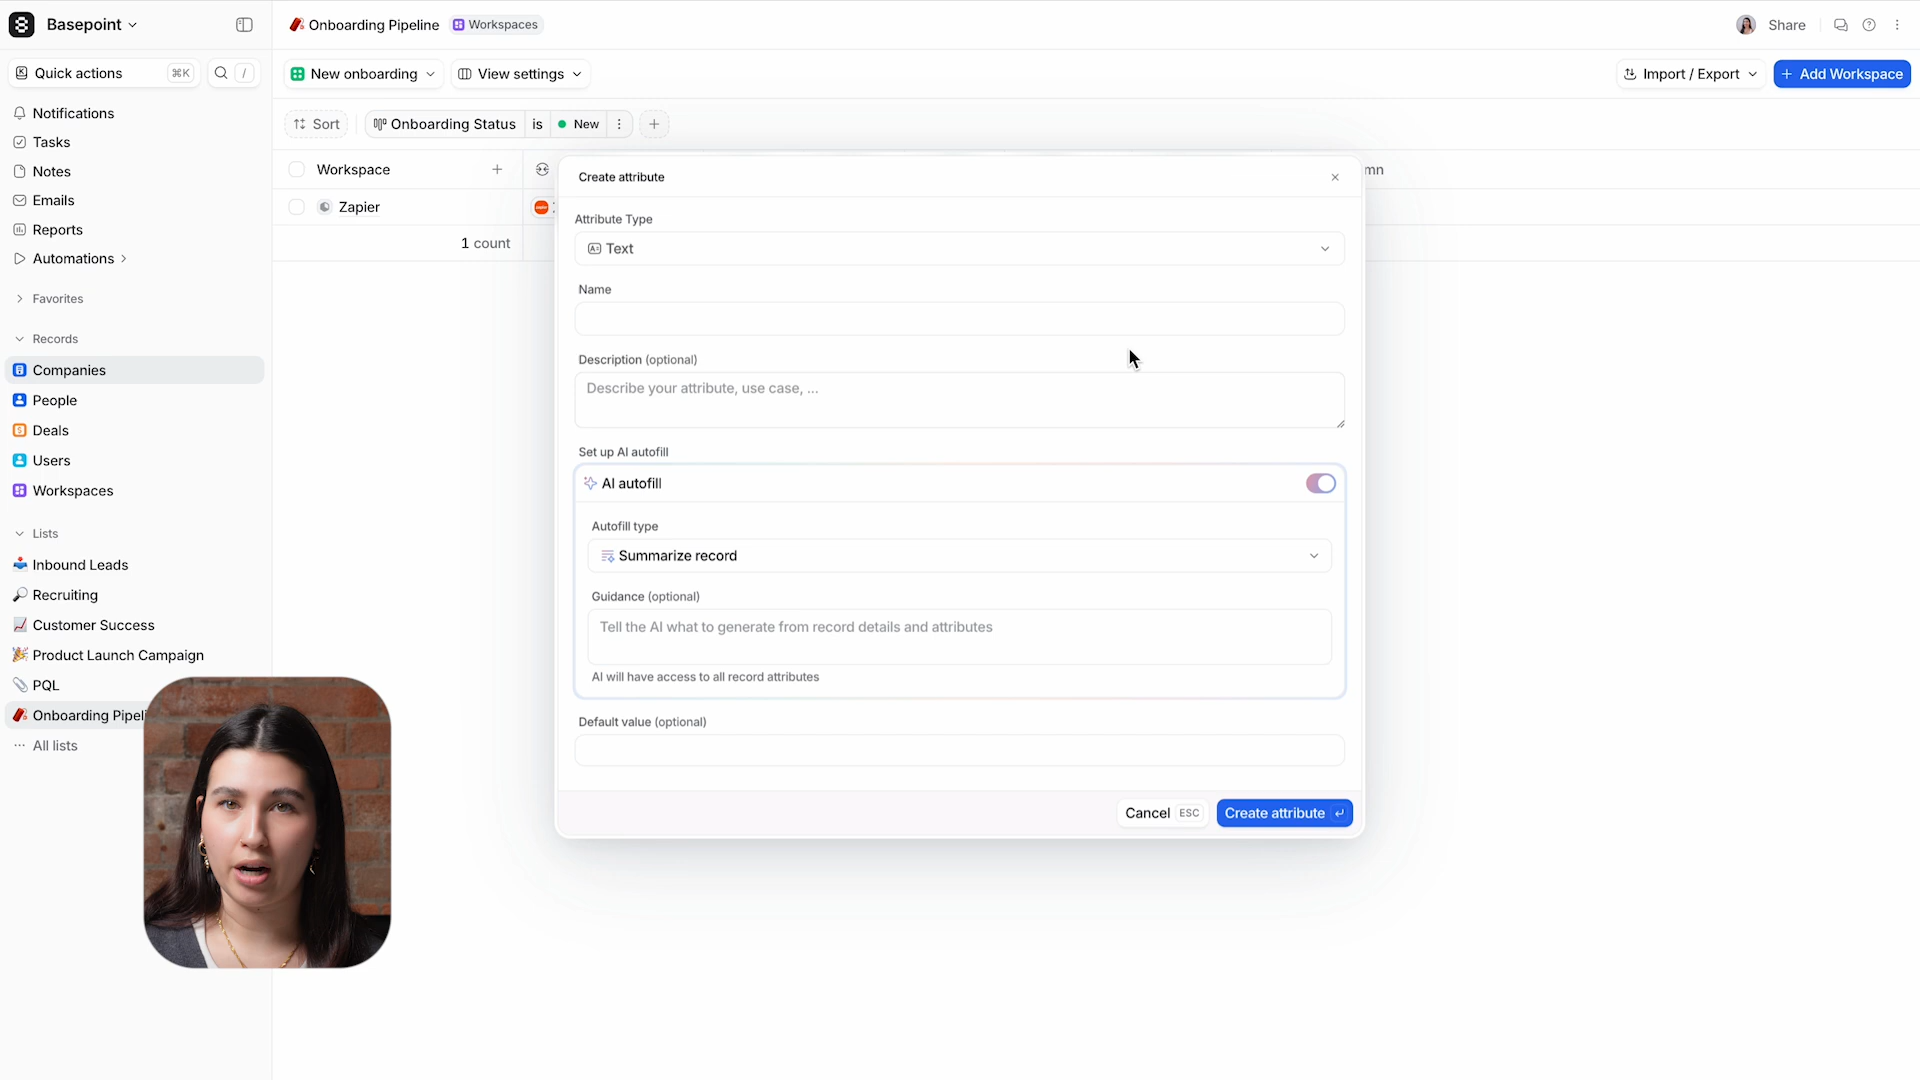 Basepoint
Onboarding Pipeline
Workspaces
Share
Quick actions
⌘K
/
New onboarding
View settings
Import / Export
+ Add Workspace
Notifications
Tasks
Notes
Emails
Reports
Automations
Favorites
Records
Companies
People
Deals
Users
Workspaces
Lists
Inbound Leads
Recruiting
Customer Success
Product Launch Campaign
PQL
Onboarding Pipeli
All lists
Sort
Onboarding Status
is
New
Workspace
mn
Zapier
1 count
Create attribute
Attribute Type
Text
Name
Description (optional)
Describe your attribute, use case, ...
Set up AI autofill
AI autofill
Autofill type
Summarize record
Guidance (optional)
Tell the AI what to generate from record details and attributes
AI will have access to all record attributes
Default value (optional)
Cancel
ESC
Create attribute